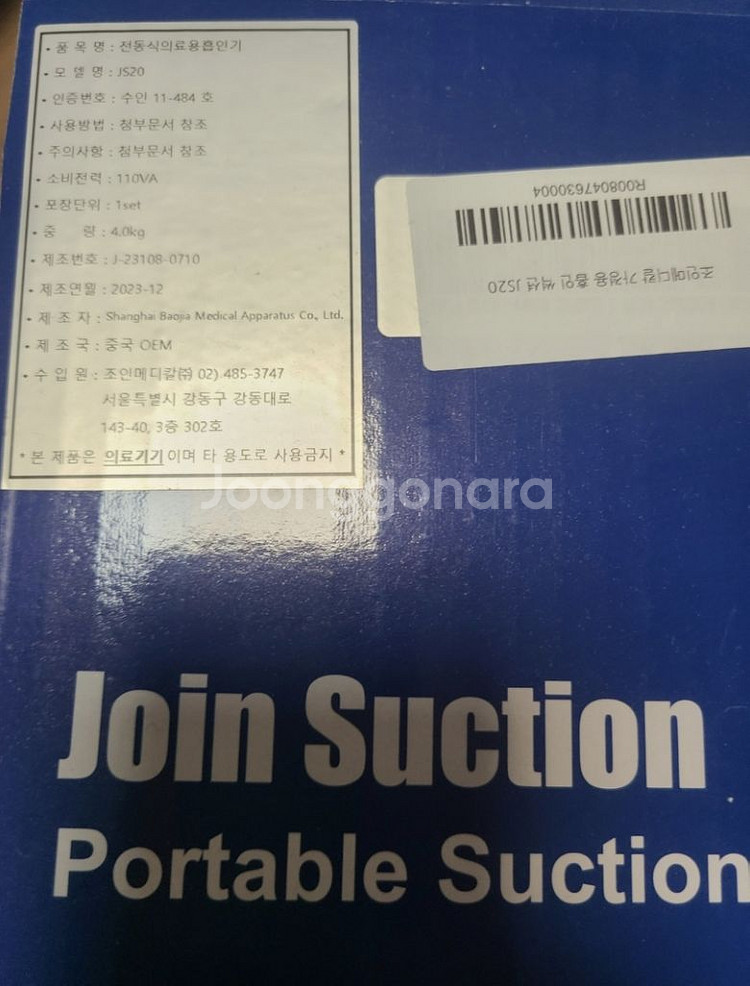 • 품 목 명 : 전동식의료용흡인기
• 모 델 명 : JS20
• 인증번호 : 수인 11-484 호
• 사용방법 : 첨부문서 참조
• 주의사항 : 첨부문서 참조
• 소비전력 : 110VA
• 포장단위 : 1set
• 중 량 : 4.0kg
• 제조번호 : J-23108-0710
• 제조연월 : 2023-12
• 제 조 자 : Shanghai Baojia Medical Apparatus Co., Ltd.
• 제 조 국 : 중국 OEM
• 수 입 원 : 조인메디칼㈜ 02) 485-3747
서울특별시 강동구 강동대로
143-40, 3층 302호
* 본 제품은 의료기기 이며 타 용도로 사용금지 *
조인메디칼 가정용 흡인 썩션 JS20
R008047630004
Joonggonara
Join Suction
Portable Suction